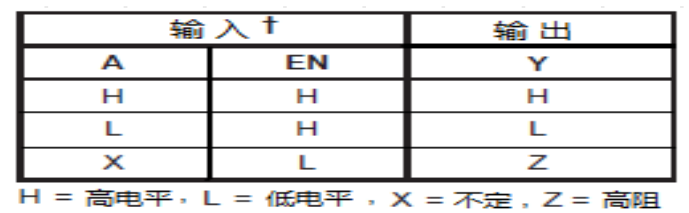 输入† 输出
A EN Y
H H H
L H L
X L Z
H = 高电平，L = 低电平，X = 不定，Z = 高阻